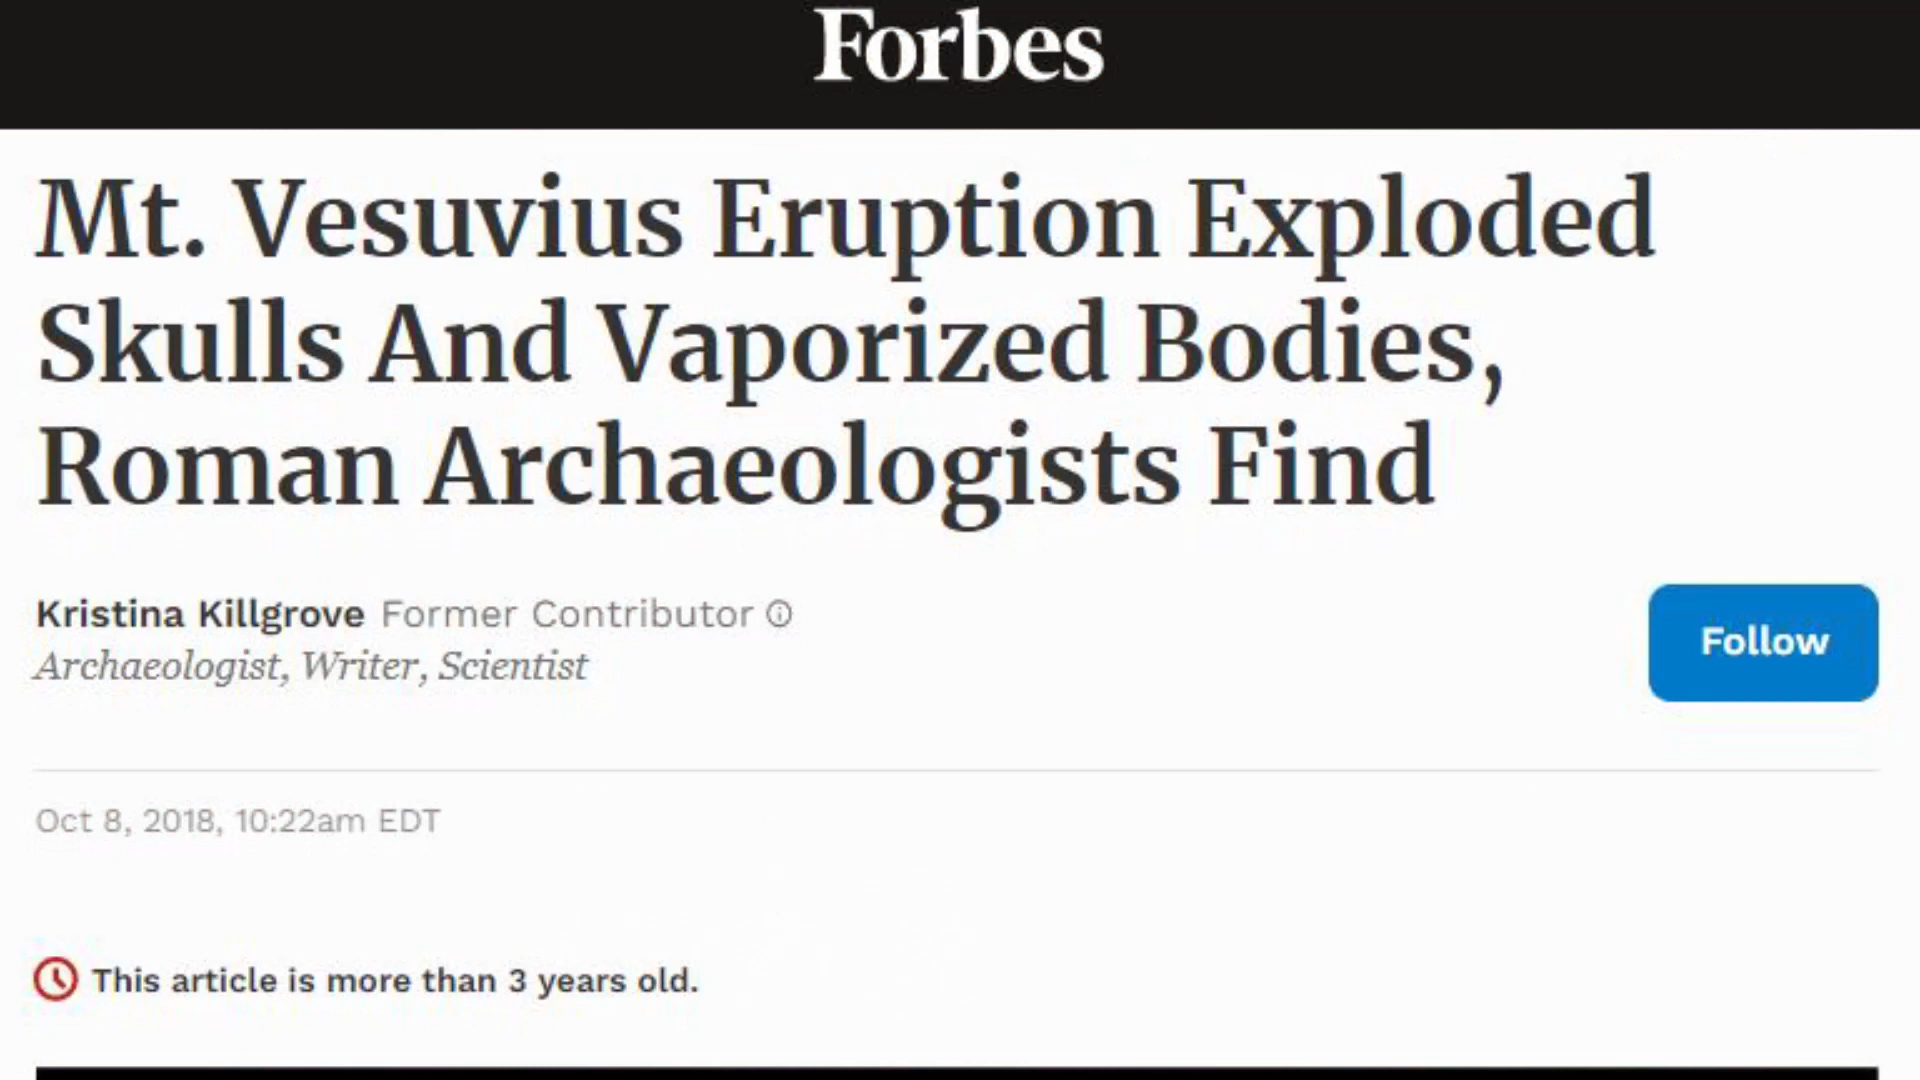 Forbes
Mt. Vesuvius Eruption Exploded
Skulls And Vaporized Bodies,
Roman Archaeologists Find
Kristina Killgrove Former Contributor
Archaeologist, Writer, Scientist
Follow
Oct 8, 2018, 10:22am EDT
This article is more than 3 years old.